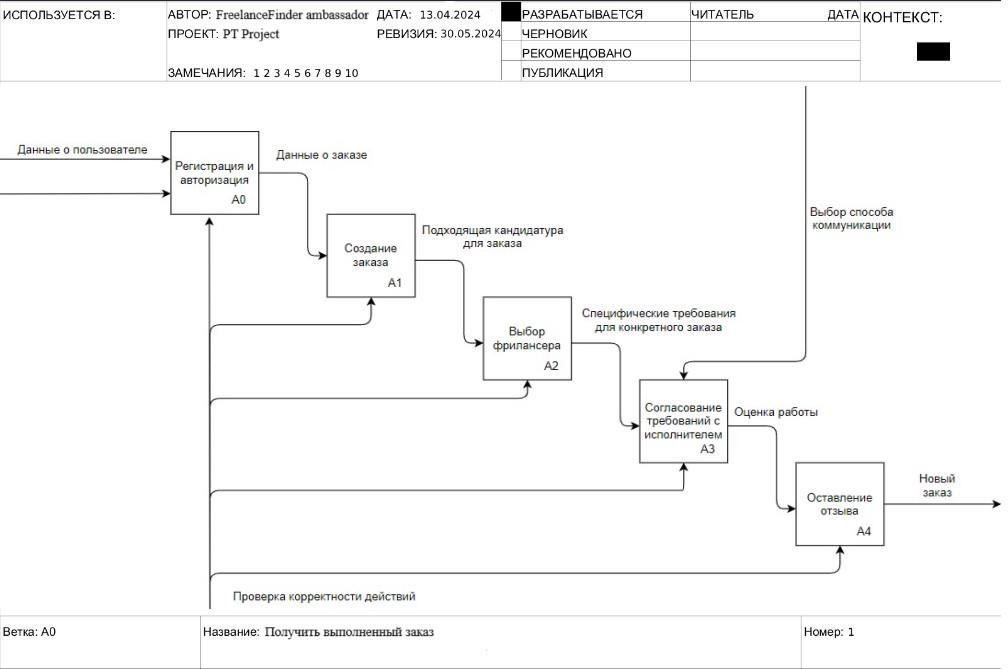 ИСПОЛЬЗУЕТСЯ В:
АВТОР: FreelanceFinder ambassador ДАТА: 13.04.2024
ПРОЕКТ: PT Project РЕВИЗИЯ: 30.05.2024
ЗАМЕЧАНИЯ: 1 2 3 4 5 6 7 8 9 10
РАЗРАБАТЫВАЕТСЯ
ЧЕРНОВИК
РЕКОМЕНДОВАНО
ПУБЛИКАЦИЯ
ЧИТАТЕЛЬ ДАТА
КОНТЕКСТ:
Данные о пользователе
Регистрация и
авторизация
A0
Данные о заказе
Создание
заказа
A1
Подходящая кандидатура
для заказа
Выбор
фрилансера
A2
Специфические требования
для конкретного заказа
Выбор способа
коммуникации
Согласование
требований с
исполнителем
A3
Оценка работы
Оставление
отзыва
A4
Новый
заказ
Проверка корректности действий
Ветка: A0
Название: Получить выполненный заказ
Номер: 1